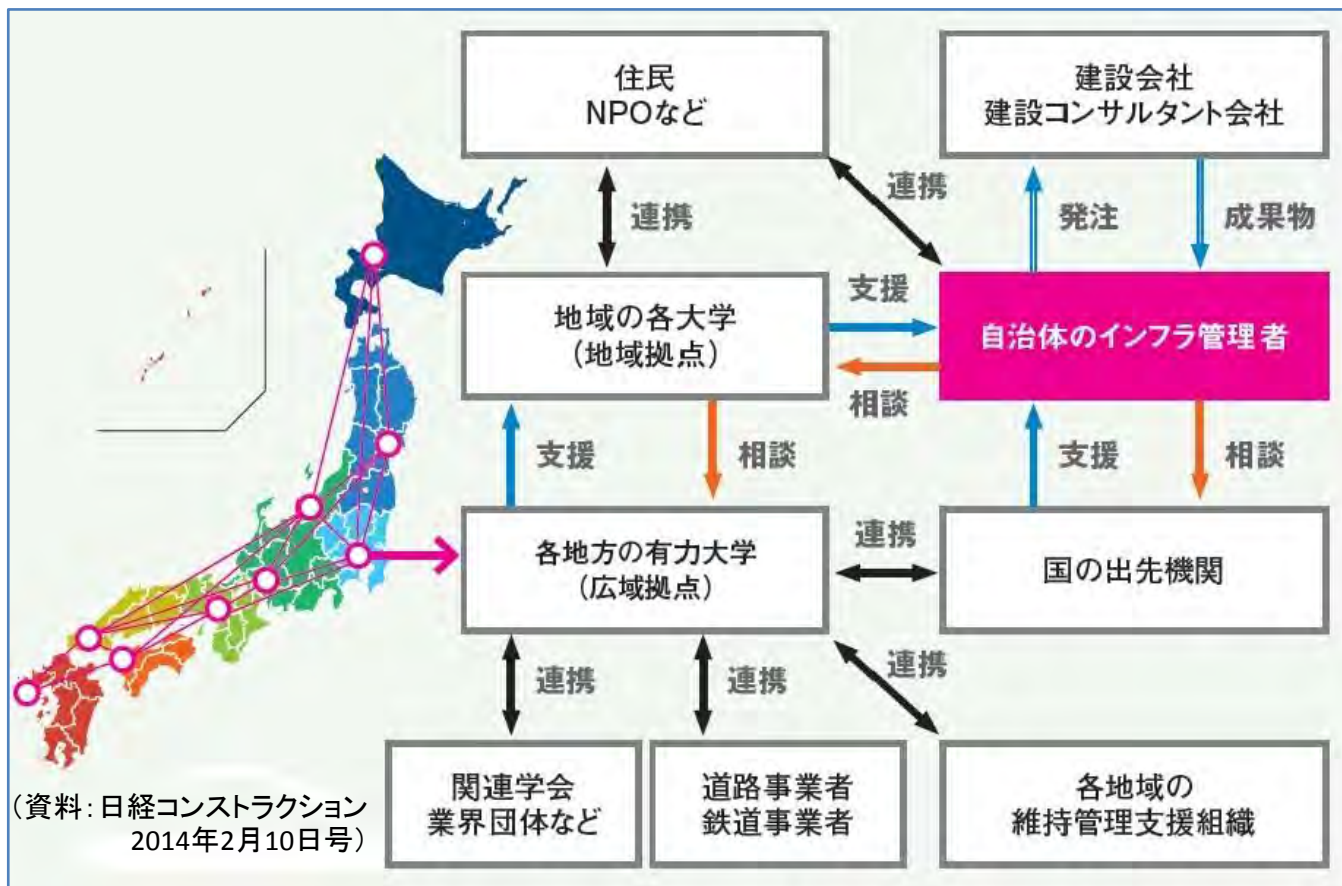 住民
NPOなど
建設会社
建設コンサルタント会社
連携
連携
発注
成果物
地域の各大学
(地域拠点)
支援
相談
自治体のインフラ管理者
支援
相談
支援
相談
各地方の有力大学
(広域拠点)
連携
国の出先機関
連携
連携
連携
関連学会
業界団体など
道路事業者
鉄道事業者
各地域の
維持管理支援組織
(資料:日経コンストラクション
2014年2月10日号)